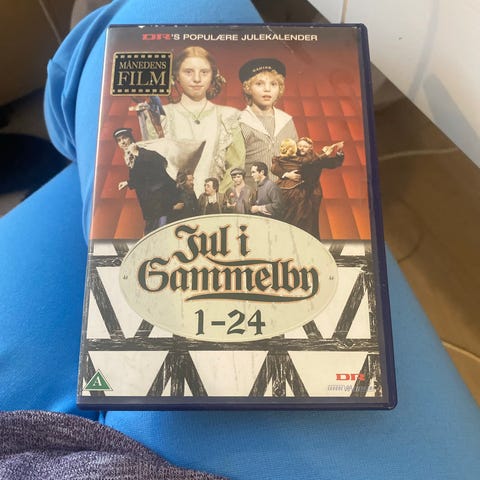 DR'S POPULÆRE JULEKALENDER
MÅNEDENS
FILM
Jul i
Gammelby
1-24
A
DR